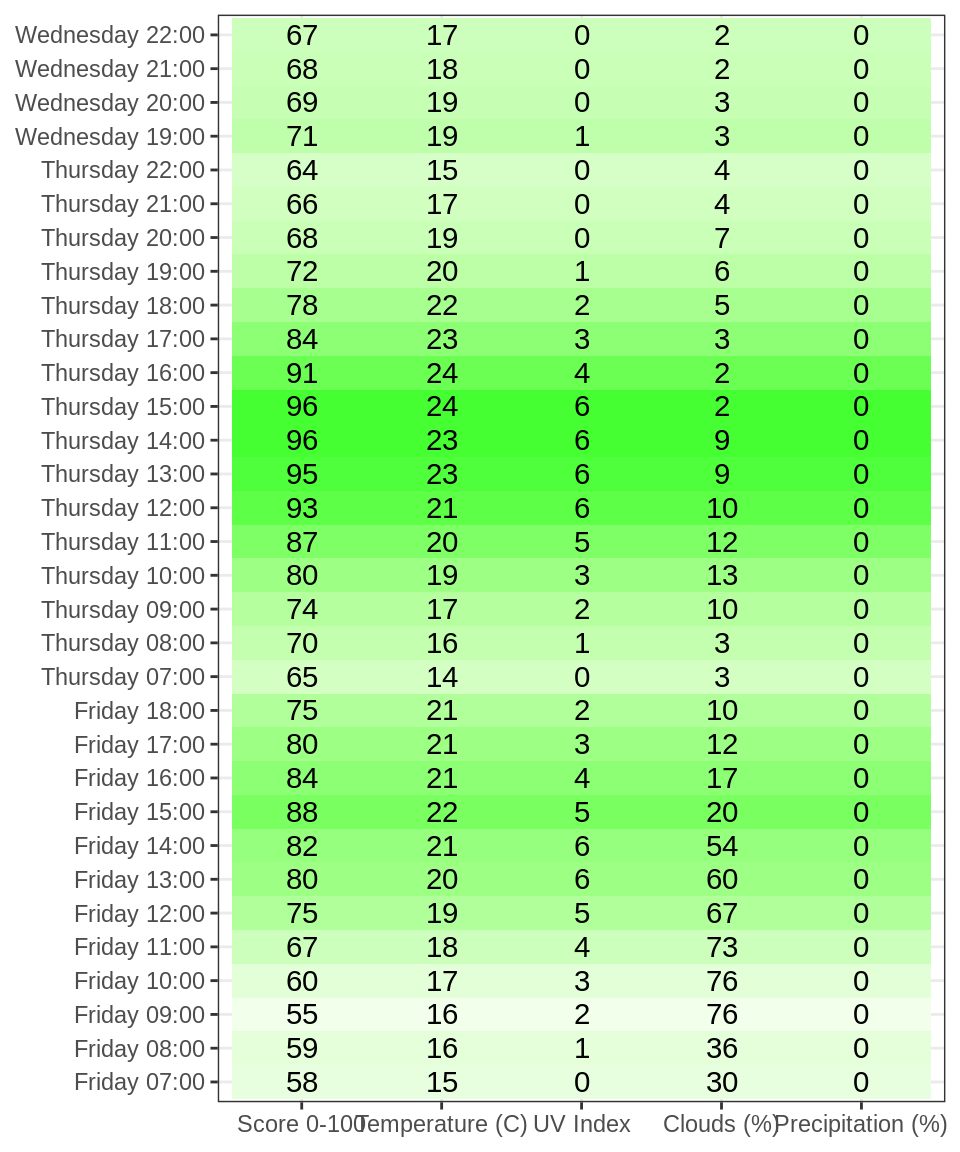 Wednesday 22:00 67 17 0 2 0
Wednesday 21:00 68 18 0 2 0
Wednesday 20:00 69 19 0 3 0
Wednesday 19:00 71 19 1 3 0
Thursday 22:00 64 15 0 4 0
Thursday 21:00 66 17 0 4 0
Thursday 20:00 68 19 0 7 0
Thursday 19:00 72 20 1 6 0
Thursday 18:00 78 22 2 5 0
Thursday 17:00 84 23 3 3 0
Thursday 16:00 91 24 4 2 0
Thursday 15:00 96 24 6 2 0
Thursday 14:00 96 23 6 9 0
Thursday 13:00 95 23 6 9 0
Thursday 12:00 93 21 6 10 0
Thursday 11:00 87 20 5 12 0
Thursday 10:00 80 19 3 13 0
Thursday 09:00 74 17 2 10 0
Thursday 08:00 70 16 1 3 0
Thursday 07:00 65 14 0 3 0
Friday 18:00 75 21 2 10 0
Friday 17:00 80 21 3 12 0
Friday 16:00 84 21 4 17 0
Friday 15:00 88 22 5 20 0
Friday 14:00 82 21 6 54 0
Friday 13:00 80 20 6 60 0
Friday 12:00 75 19 5 67 0
Friday 11:00 67 18 4 73 0
Friday 10:00 60 17 3 76 0
Friday 09:00 55 16 2 76 0
Friday 08:00 59 16 1 36 0
Friday 07:00 58 15 0 30 0
Score 0-100 Temperature (C) UV Index Clouds (%) Precipitation (%)